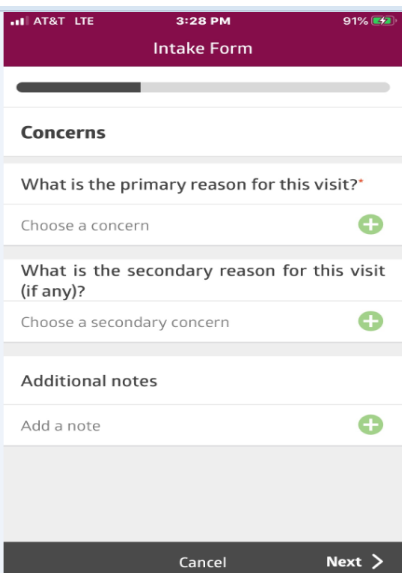 AT&T LTE 3:28 PM 91%
Intake Form
Concerns
What is the primary reason for this visit?*
Choose a concern
What is the secondary reason for this visit
(if any)?
Choose a secondary concern
Additional notes
Add a note
Cancel Next